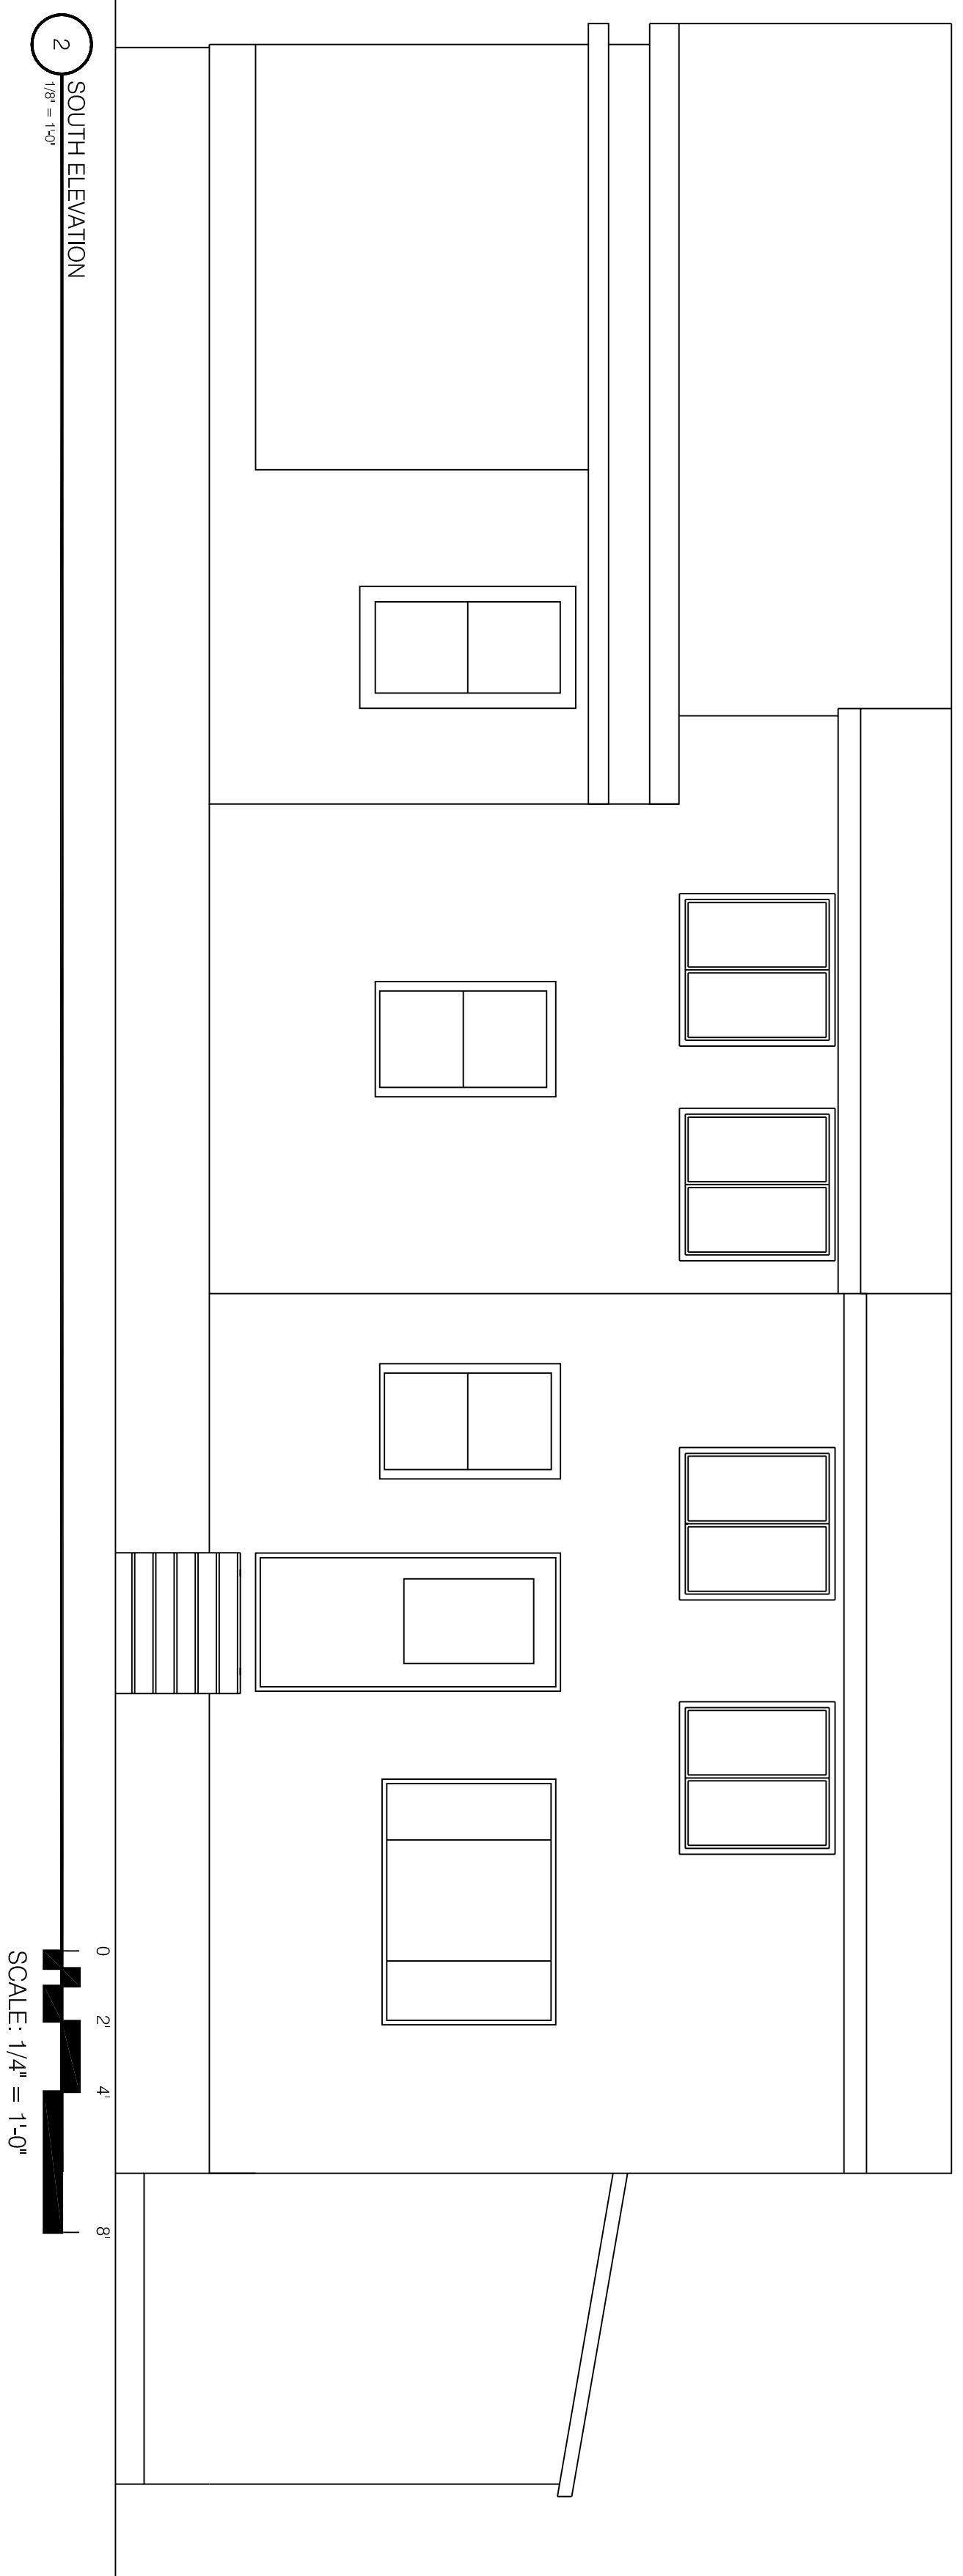 2
SOUTH ELEVATION
1/8" = 1'-0"
0 2' 4' 8'
SCALE: 1/4" = 1'-0"